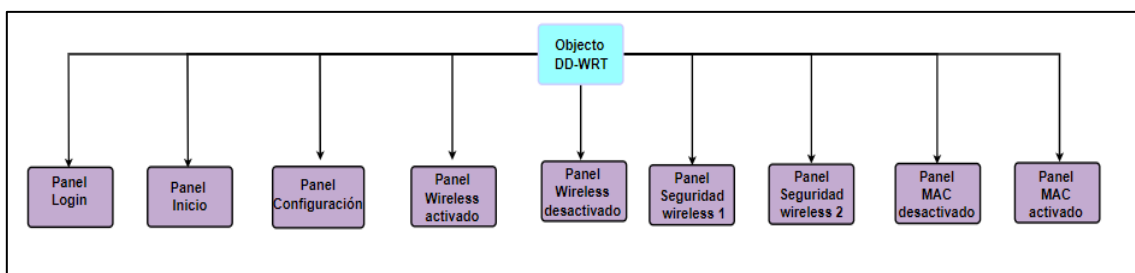 Objecto
DD-WRT
Panel
Login
Panel
Inicio
Panel
Configuración
Panel
Wireless
activado
Panel
Wireless
desactivado
Panel
Seguridad
wireless 1
Panel
Seguridad
wireless 2
Panel
MAC
desactivado
Panel
MAC
activado